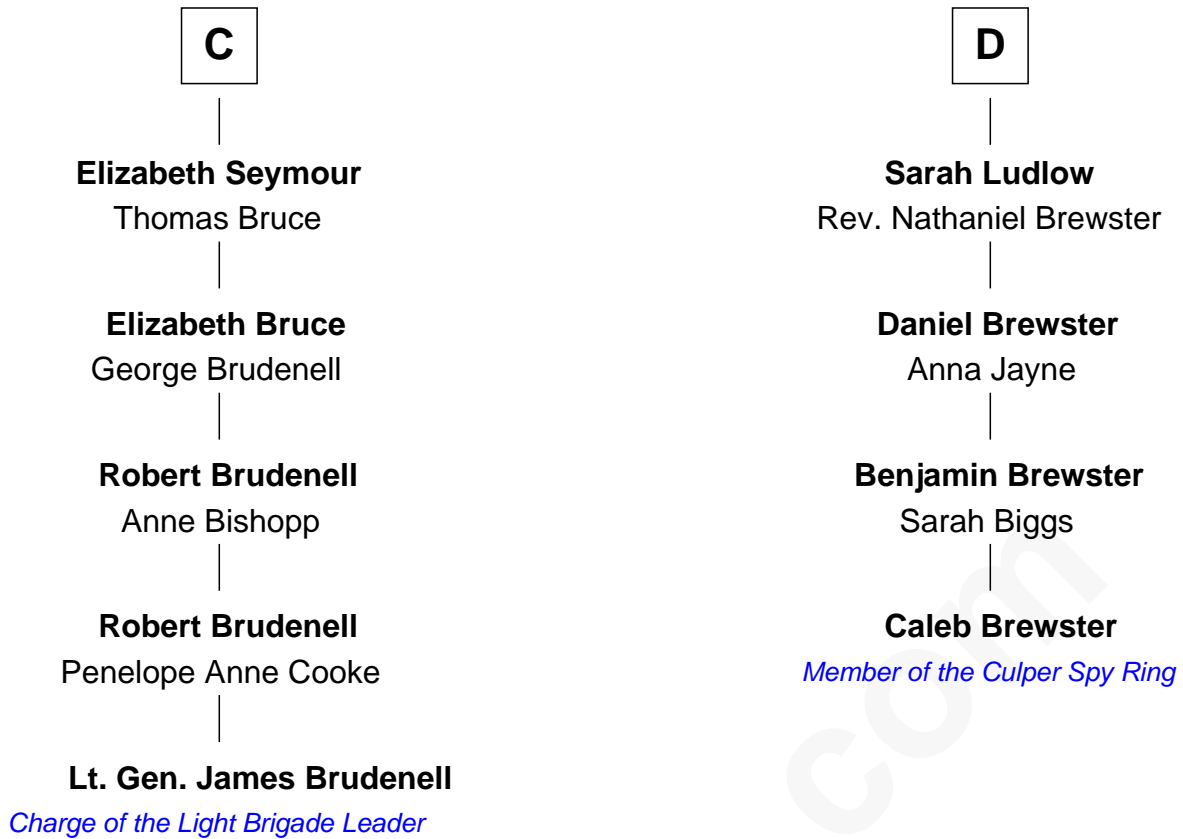 C
Elizabeth Seymour
Thomas Bruce
Elizabeth Bruce
George Brudenell
Robert Brudenell
Anne Bishopp
Robert Brudenell
Penelope Anne Cooke
Lt. Gen. James Brudenell
Charge of the Light Brigade Leader
D
Sarah Ludlow
Rev. Nathaniel Brewster
Daniel Brewster
Anna Jayne
Benjamin Brewster
Sarah Biggs
Caleb Brewster
Member of the Culper Spy Ring
com